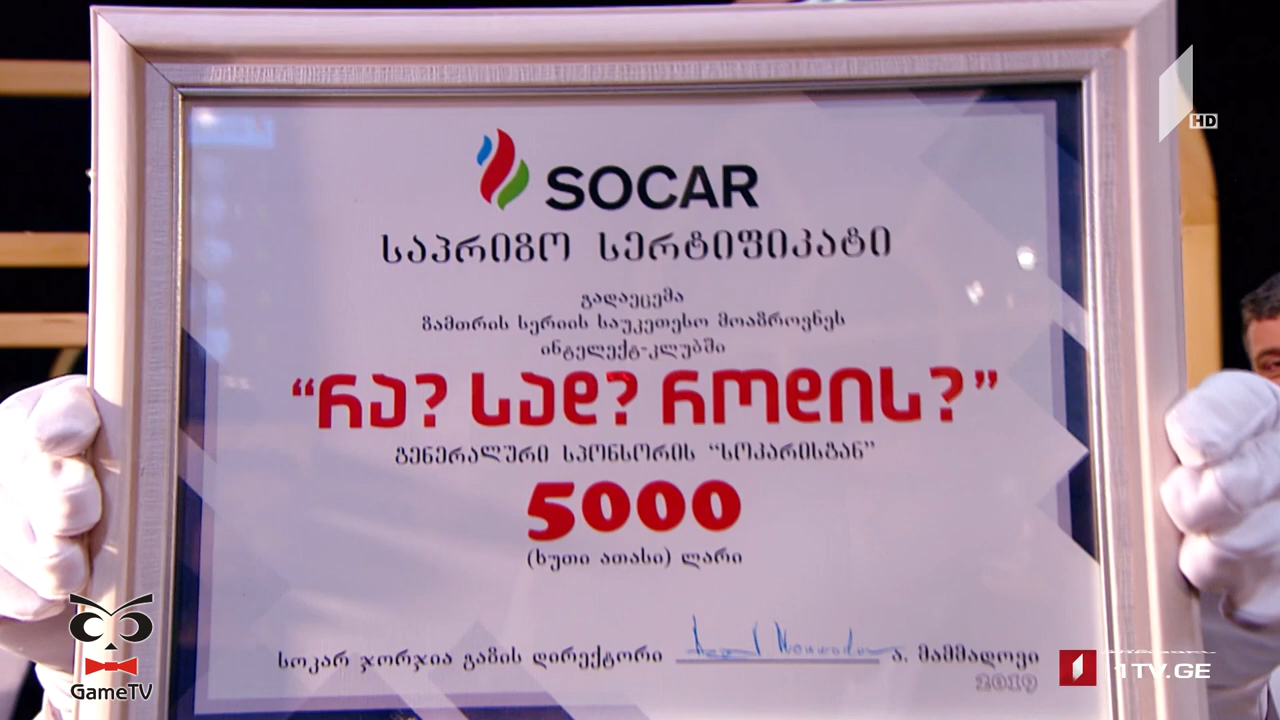 HD
SOCAR
საპრიზო სერტიფიკატი
გადაეცემა
ზამთრის სერიის საუკეთესო მოაზროვნეს
ინტელექტ-კლუბში
“რა? სად? როდის?”
გენერალური სპონსორის “სოკარისგან”
5000
(ხუთი ათასი) ლარი
სოკარ ჯორჯია გაზის დირექტორი ა. მამმადოვი
2019
GameTV
1TV.GE